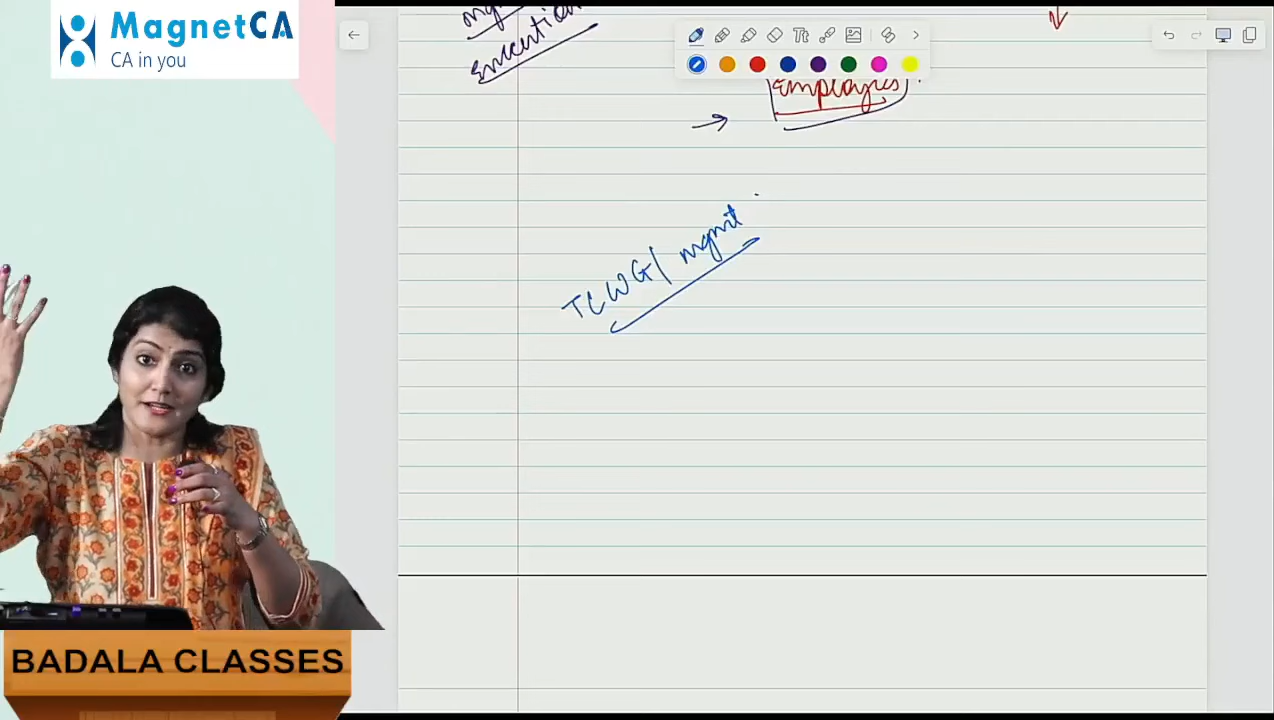 MagnetCA
CA in you
execution
Employees
→
TCWG/ mgmt
BADALA CLASSES